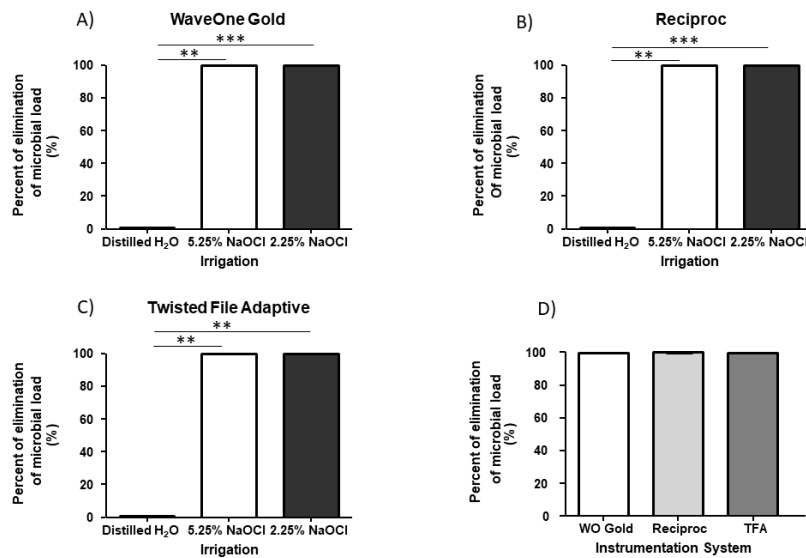 A)
WaveOne Gold
***
**
Percent of elimination
of microbial load
(%)
100
80
60
40
20
0
Distilled H₂O 5.25% NaOCl 2.25% NaOCl
Irrigation
B)
Reciproc
***
**
Percent of elimination
Of microbial load
(%)
100
80
60
40
20
0
Distilled H₂O 5.25% NaOCl 2.25% NaOCl
Irrigation
C)
Twisted File Adaptive
**
**
Percent of elimination
of microbial load
(%)
100
80
60
40
20
0
Distilled H₂O 5.25% NaOCl 2.25% NaOCl
Irrigation
D)
Percent of elimination
of microbial load
(%)
100
80
60
40
20
0
WO Gold Reciproc TFA
Instrumentation System